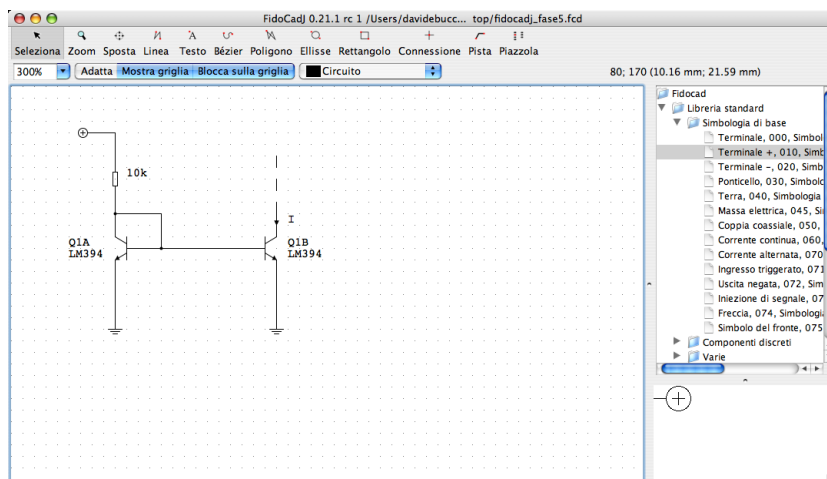 FidoCadJ 0.21.1 rc 1 /Users/davidebucc... top/fidocadj_fase5.fcd
Seleziona Zoom Sposta Linea Testo Bézier Poligono Ellisse Rettangolo Connessione Pista Piazzola
300% Adatta Mostra griglia Blocca sulla griglia Circuito 80; 170 (10.16 mm; 21.59 mm)
Fidocad
Libreria standard
Simbologia di base
Terminale, 000, Simbol
Terminale +, 010, Simb
Terminale -, 020, Simb
Ponticello, 030, Simbolo
Terra, 040, Simbologia
Massa elettrica, 045, Si
Coppia coassiale, 050,
Corrente continua, 060,
Corrente alternata, 070
Ingresso triggerato, 071
Uscita negata, 072, Sim
Iniezione di segnale, 07
Freccia, 074, Simbologi
Simbolo del fronte, 075
Componenti discreti
Varie
10k
I
Q1A
LM394
Q1B
LM394